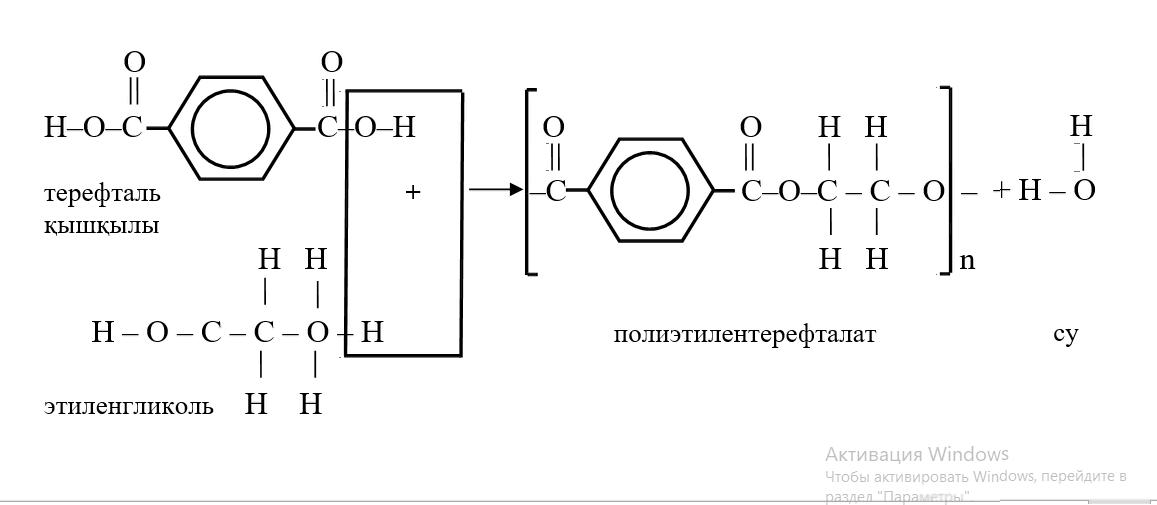 O O
H–O–C C–O–H
терефталь
қышқылы
+
H H
H – O – C – C – O – H
этиленгликоль H H
O O H H
–C C–O–C – C – O –
H H
n
полиэтилентерефталат
H
+ H – O
су
Активация Windows
Чтобы активировать Windows, перейдите в
раздел "Параметры".